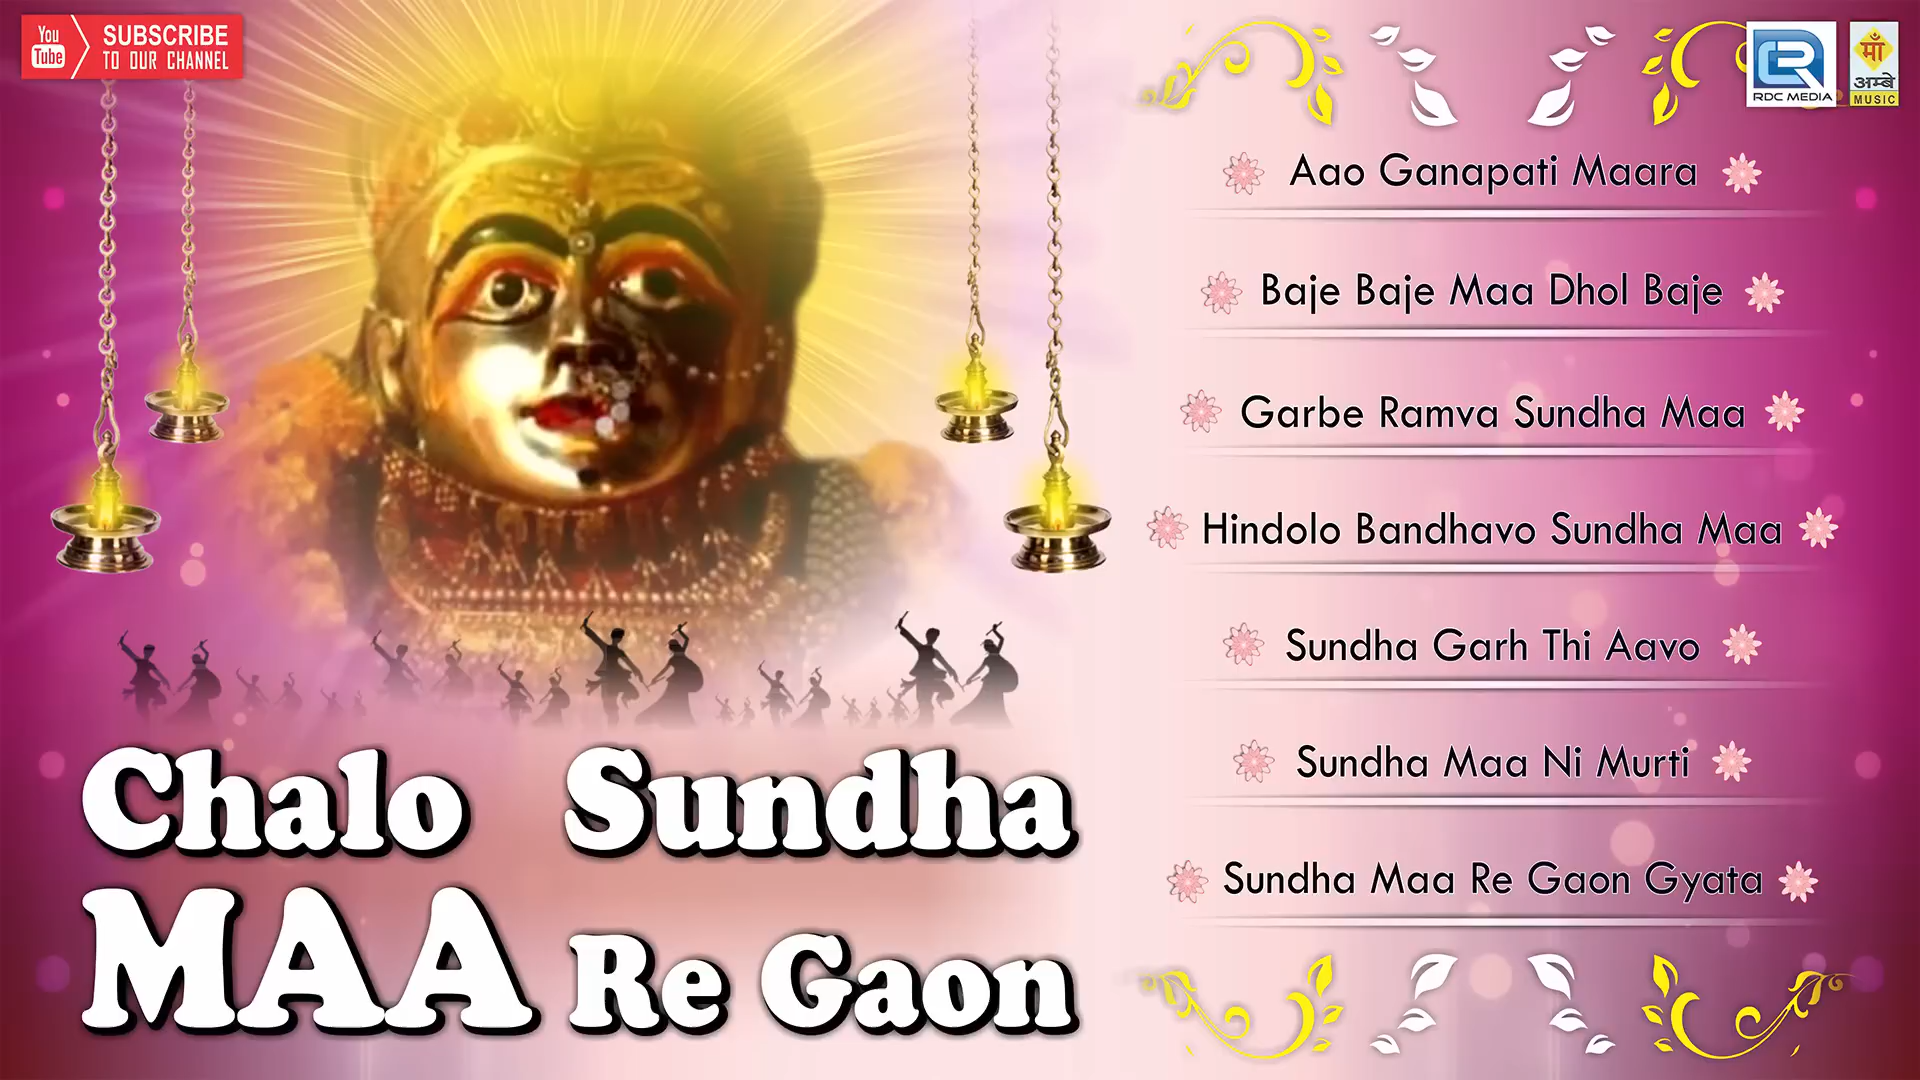 You
Tube
SUBSCRIBE
TO OUR CHANNEL
RDC MEDIA
माँ
अम्बे
MUSIC
Aao Ganapati Maara
Baje Baje Maa Dhol Baje
Garbe Ramva Sundha Maa
Hindolo Bandhavo Sundha Maa
Sundha Garh Thi Aavo
Sundha Maa Ni Murti
Sundha Maa Re Gaon Gyata
Chalo Sundha
MAA Re Gaon